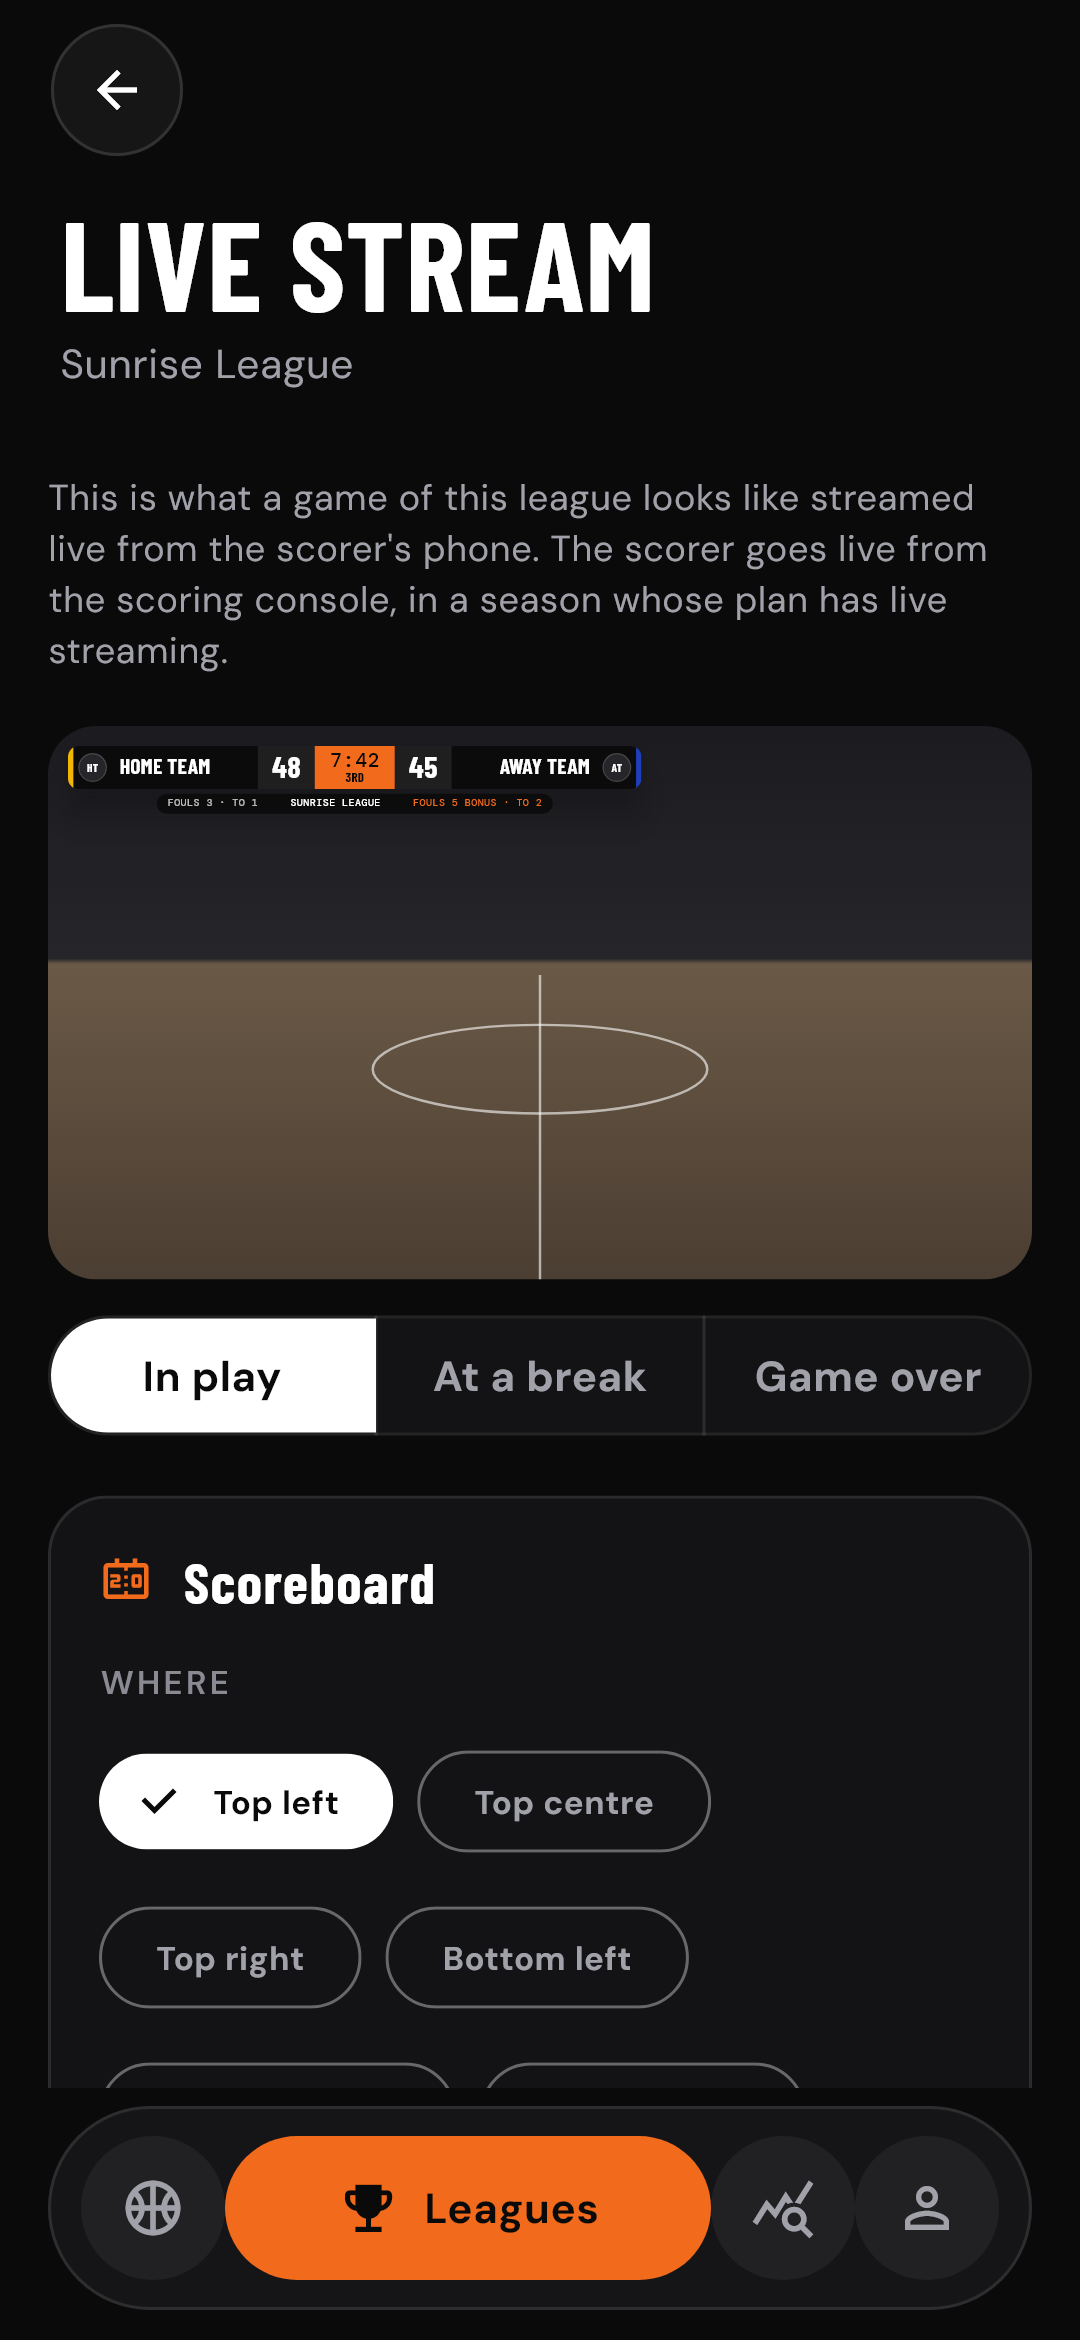 LIVE STREAM
Sunrise League
This is what a game of this league looks like streamed
live from the scorer's phone. The scorer goes live from
the scoring console, in a season whose plan has live
streaming.
HT HOME TEAM 48 7:42 3RD 45 AWAY TEAM AT
FOULS 3 · TO 1 SUNRISE LEAGUE FOULS 5 BONUS · TO 2
In play At a break Game over
2:0 Scoreboard
WHERE
Top left Top centre
Top right Bottom left
Leagues